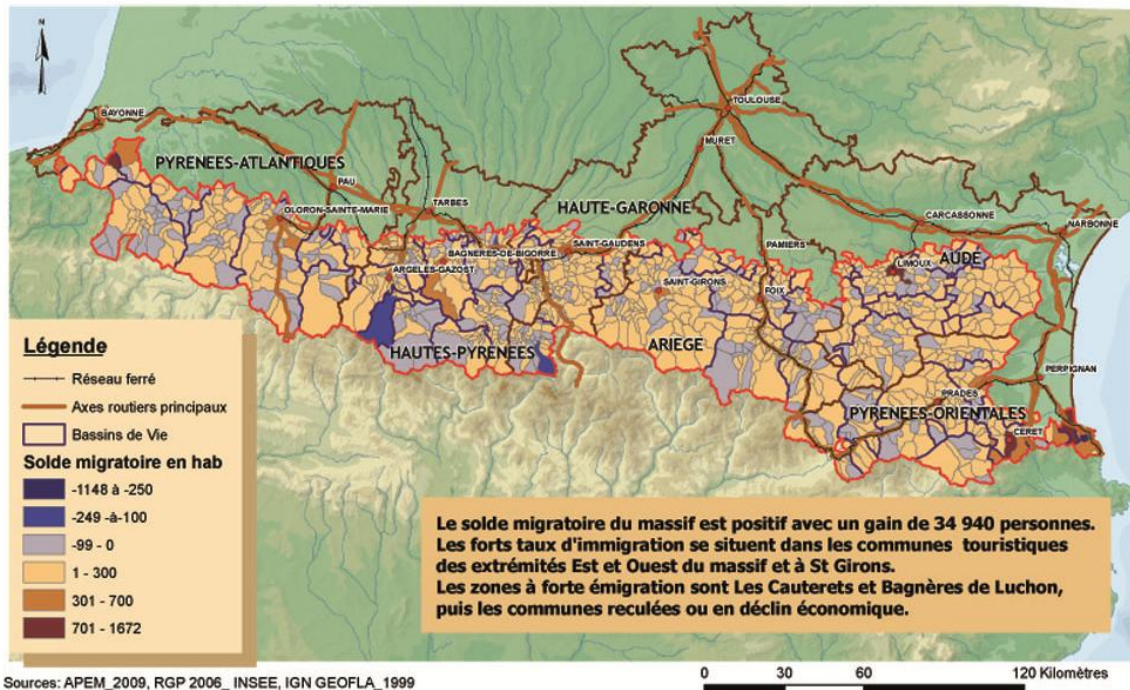 BAYONNE
TOULOUSE
MURET
PYRENEES-ATLANTIQUES
PAU
TARBES
HAUTE-GARONNE
OLORON-SAINTE-MARIE
CARCASSONNE
NARBONNE
SAINT-GAUDENS
PAMIERS
BAGNERES-DE-BIGORRE
AUDE
LIMOUX
ARGELES-GAZOST
SAINT-GIRONS
FOIX
HAUTES-PYRENEES
ARIEGE
PERPIGNAN
PRADES
PYRENEES-ORIENTALES
CERET
Légende
Réseau ferré
Axes routiers principaux
Bassins de Vie
Solde migratoire en hab
-1148 à -250
-249 -à-100
-99 - 0
1 - 300
301 - 700
701 - 1672
Le solde migratoire du massif est positif avec un gain de 34 940 personnes.
Les forts taux d'immigration se situent dans les communes touristiques
des extrémités Est et Ouest du massif et à St Girons.
Les zones à forte émigration sont Les Cauterets et Bagnères de Luchon,
puis les communes reculées ou en déclin économique.
Sources: APEM_2009, RGP 2006_ INSEE, IGN GEOFLA_1999
0 30 60 120 Kilomètres